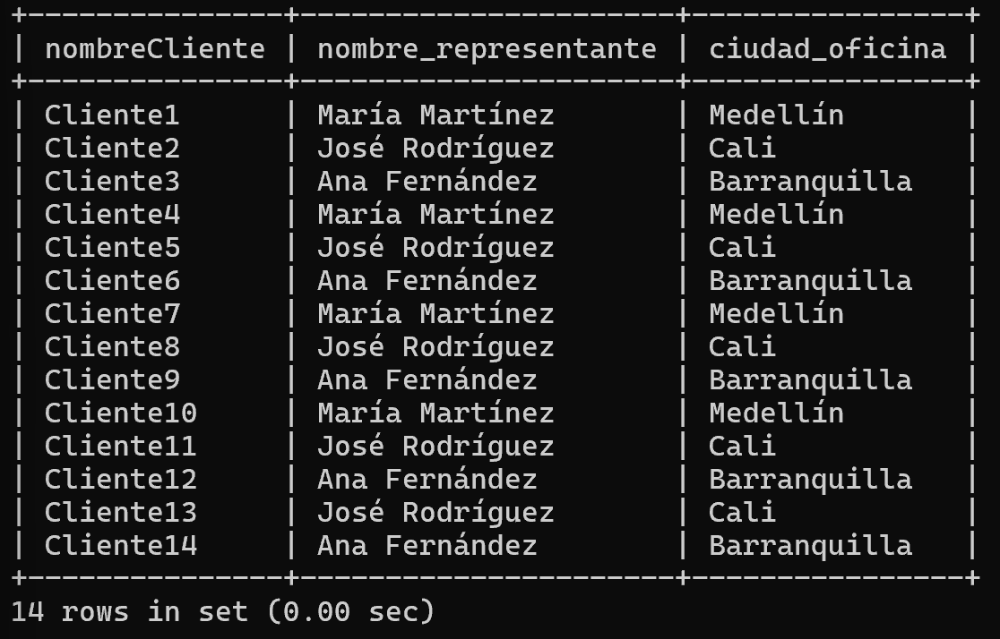 +---------------+----------------------+----------------+
| nombreCliente | nombre_representante | ciudad_oficina |
+---------------+----------------------+----------------+
| Cliente1      | María Martínez       | Medellín       |
| Cliente2      | José Rodríguez       | Cali           |
| Cliente3      | Ana Fernández        | Barranquilla   |
| Cliente4      | María Martínez       | Medellín       |
| Cliente5      | José Rodríguez       | Cali           |
| Cliente6      | Ana Fernández        | Barranquilla   |
| Cliente7      | María Martínez       | Medellín       |
| Cliente8      | José Rodríguez       | Cali           |
| Cliente9      | Ana Fernández        | Barranquilla   |
| Cliente10     | María Martínez       | Medellín       |
| Cliente11     | José Rodríguez       | Cali           |
| Cliente12     | Ana Fernández        | Barranquilla   |
| Cliente13     | José Rodríguez       | Cali           |
| Cliente14     | Ana Fernández        | Barranquilla   |
+---------------+----------------------+----------------+
14 rows in set (0.00 sec)